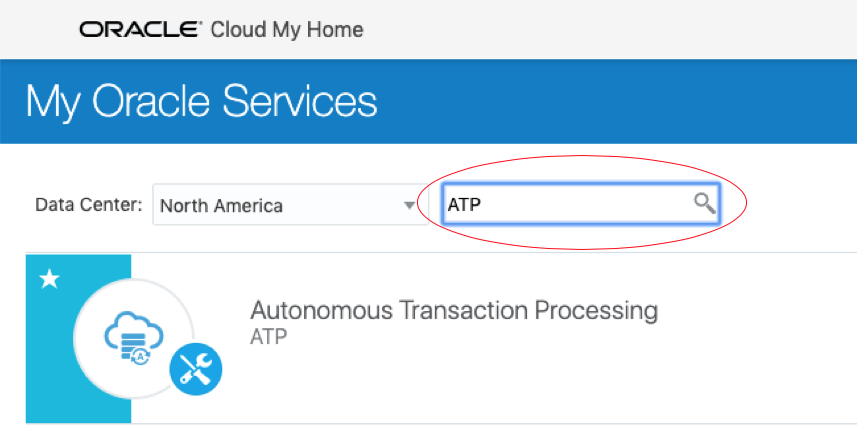 ORACLE® Cloud My Home
My Oracle Services
Data Center: North America ATP
Autonomous Transaction Processing
ATP
A